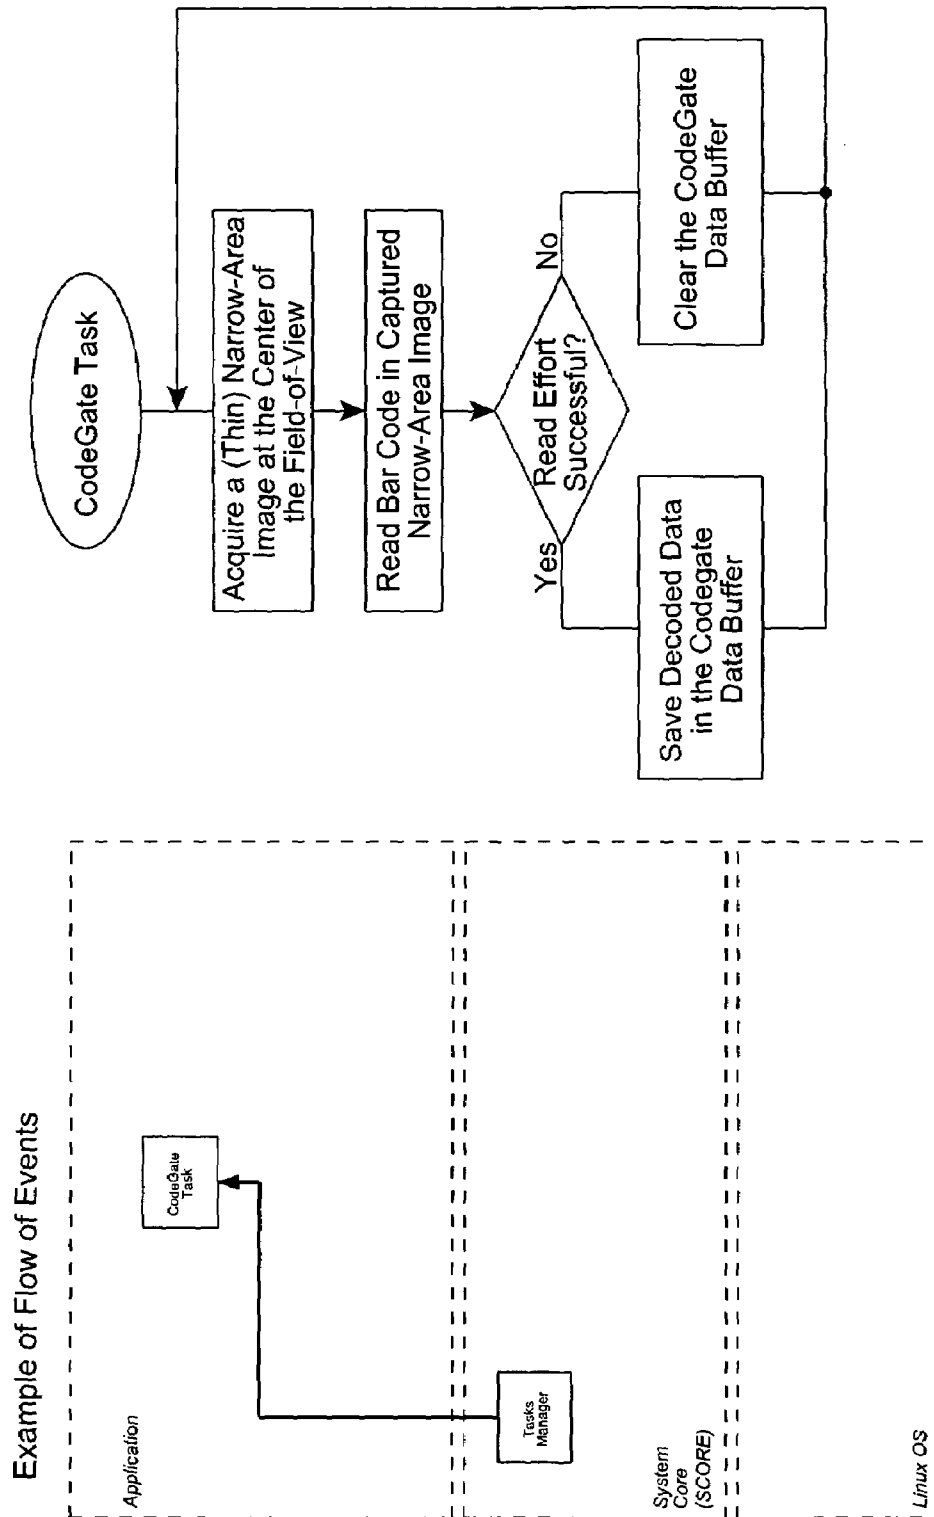 Example of Flow of Events
Application
CodeGate
Task
Tasks
Manager
System
Core
(SCORE)
Linux OS
CodeGate Task
Acquire a (Thin) Narrow-Area
Image at the Center of
the Field-of-View
Read Bar Code in Captured
Narrow-Area Image
Read Effort
Successful?
Yes
No
Save Decoded Data
in the Codegate
Data Buffer
Clear the CodeGate
Data Buffer